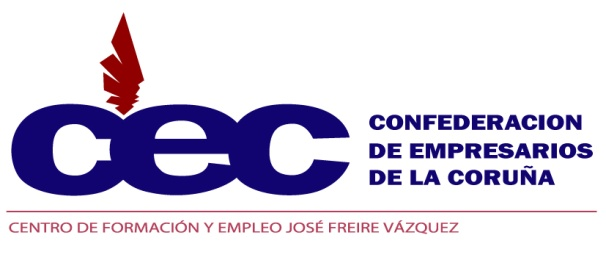 cec
CONFEDERACION
DE EMPRESARIOS
DE LA CORUÑA
CENTRO DE FORMACIÓN Y EMPLEO JOSÉ FREIRE VÁZQUEZ